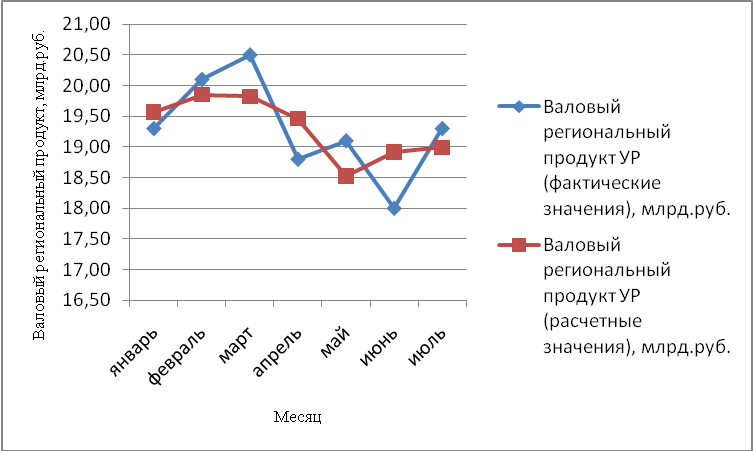 Валовый региональный продукт, млрд.руб.
21,00
20,50
20,00
19,50
19,00
18,50
18,00
17,50
17,00
16,50
январь
февраль
март
апрель
май
июнь
июль
Месяц
Валовый
региональный
продукт УР
(фактические
значения), млрд.руб.
Валовый
региональный
продукт УР
(расчетные
значения), млрд.руб.